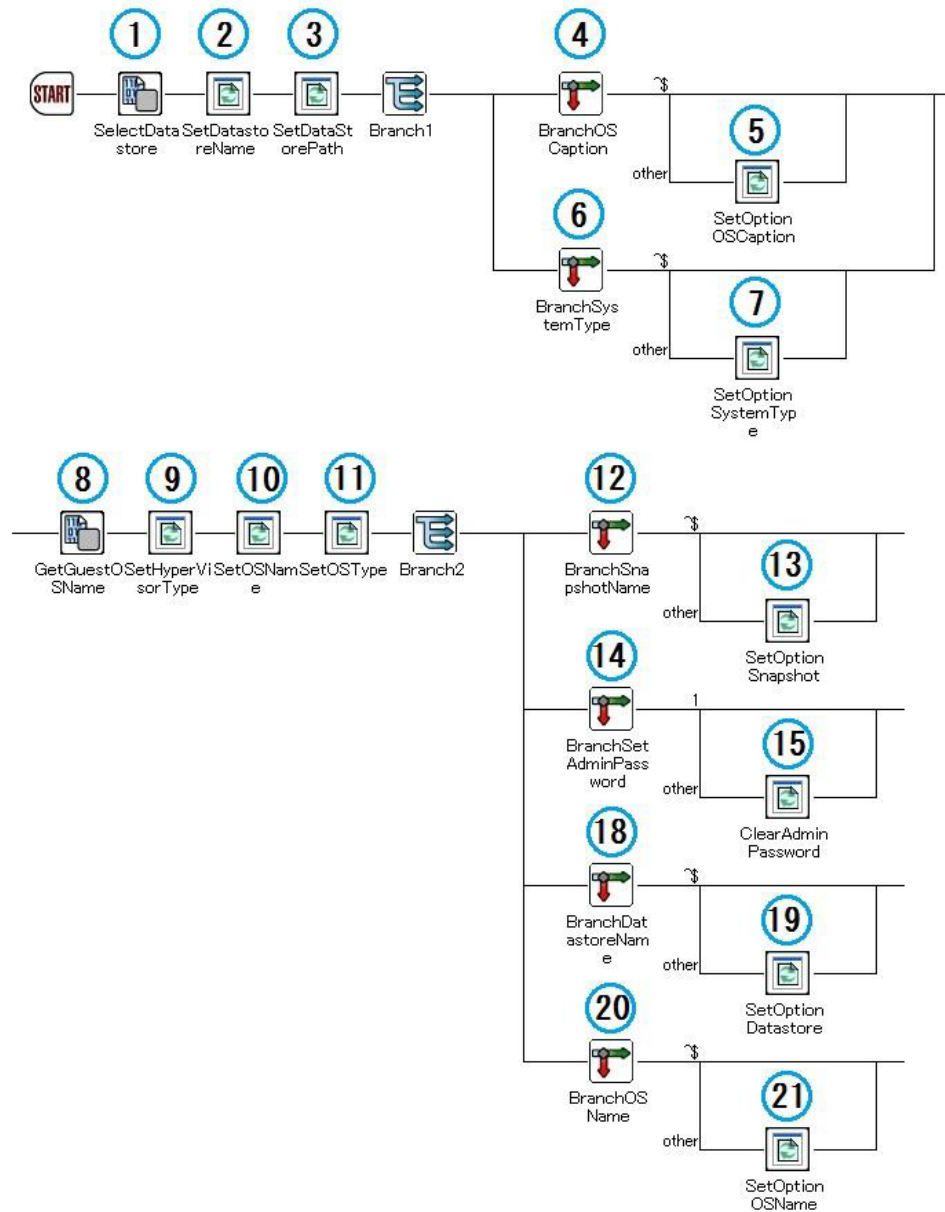 1 2 3 4
START
SelectData
store
SetDatasto
reName
SetDataSt
orePath
Branch1
BranchOS
Caption
^$
other
5
SetOption
OSCaption
6
BranchSys
temType
^$
other
7
SetOption
SystemTyp
e
8 9 10 11 12
GetGuestO
SName
SetHyperVi
sorType
SetOSNam
e
SetOSType
Branch2
BranchSna
pshotName
^$
other
13
SetOption
Snapshot
14
BranchSet
AdminPass
word
1
other
15
ClearAdmin
Password
18
BranchDat
astoreNam
e
^$
other
19
SetOption
Datastore
20
BranchOS
Name
^$
other
21
SetOption
OSName